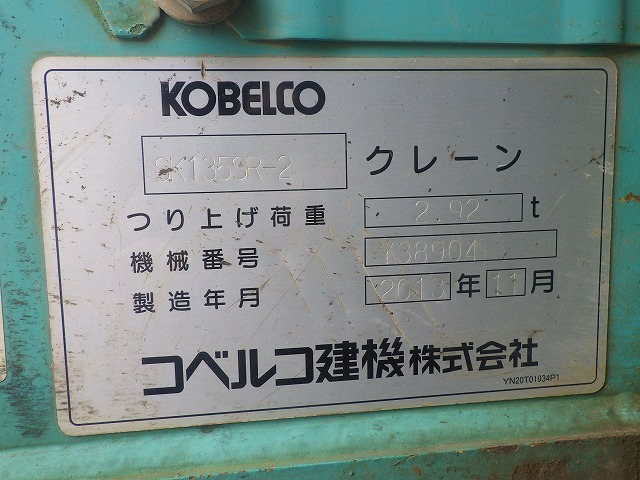 KOBELCO
SK135SR-2 クレーン
つり上げ荷重 2.92 t
機械番号 Y38904
製造年月 2013 年 11 月
コベルコ建機株式会社
YN20T01934P1